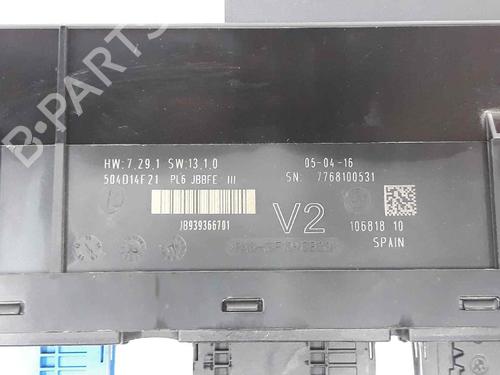 B-PARTS
HW:7,29,1 SW:13,1,0
05-04-16
504D14F21 PL6 JBBFE III
SN: 7768100531
JB939366701
V2
106818 10
SPAIN